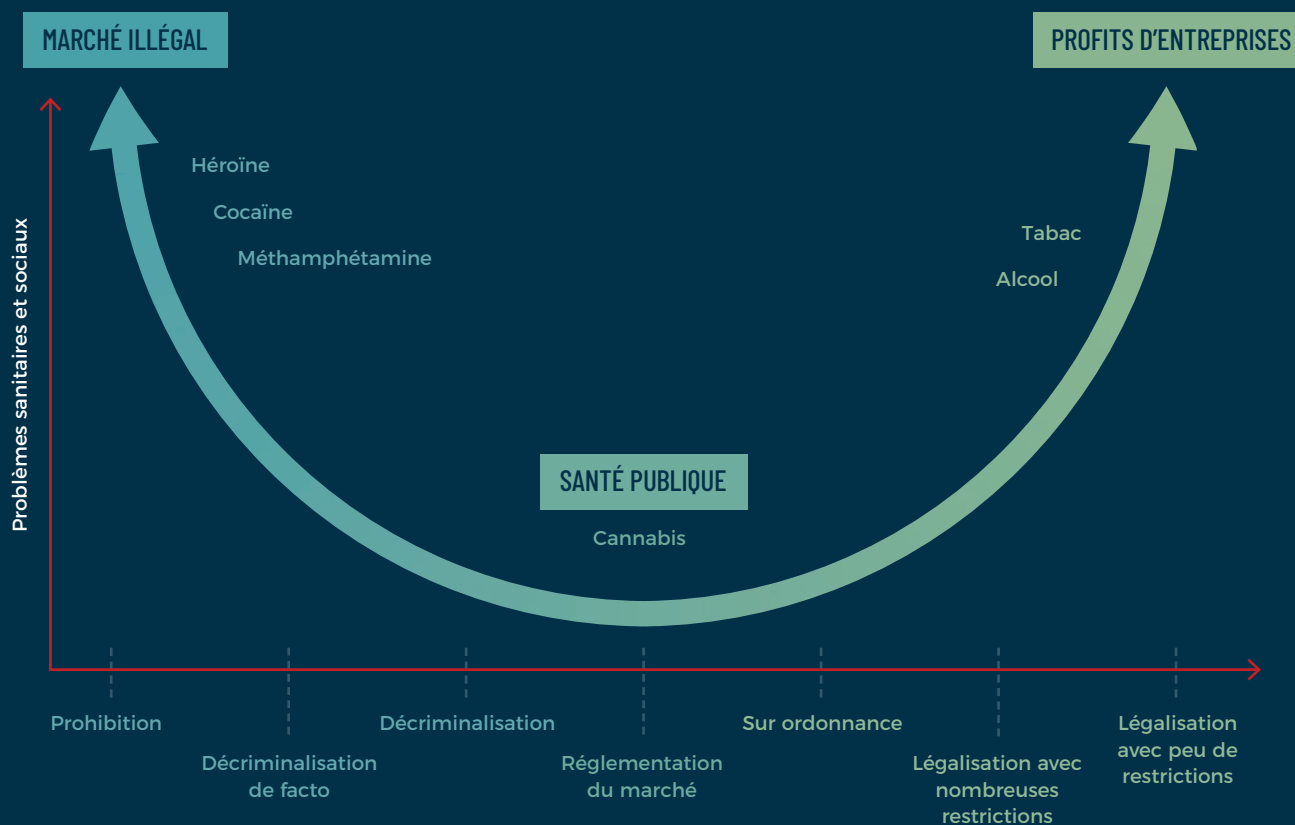 MARCHÉ ILLÉGAL
PROFITS D'ENTREPRISES
Problèmes sanitaires et sociaux
Héroïne
Cocaïne
Méthamphétamine
Tabac
Alcool
SANTÉ PUBLIQUE
Cannabis
Prohibition
Décriminalisation
de facto
Décriminalisation
Réglementation
du marché
Sur ordonnance
Légalisation avec
nombreuses
restrictions
Légalisation
avec peu de
restrictions